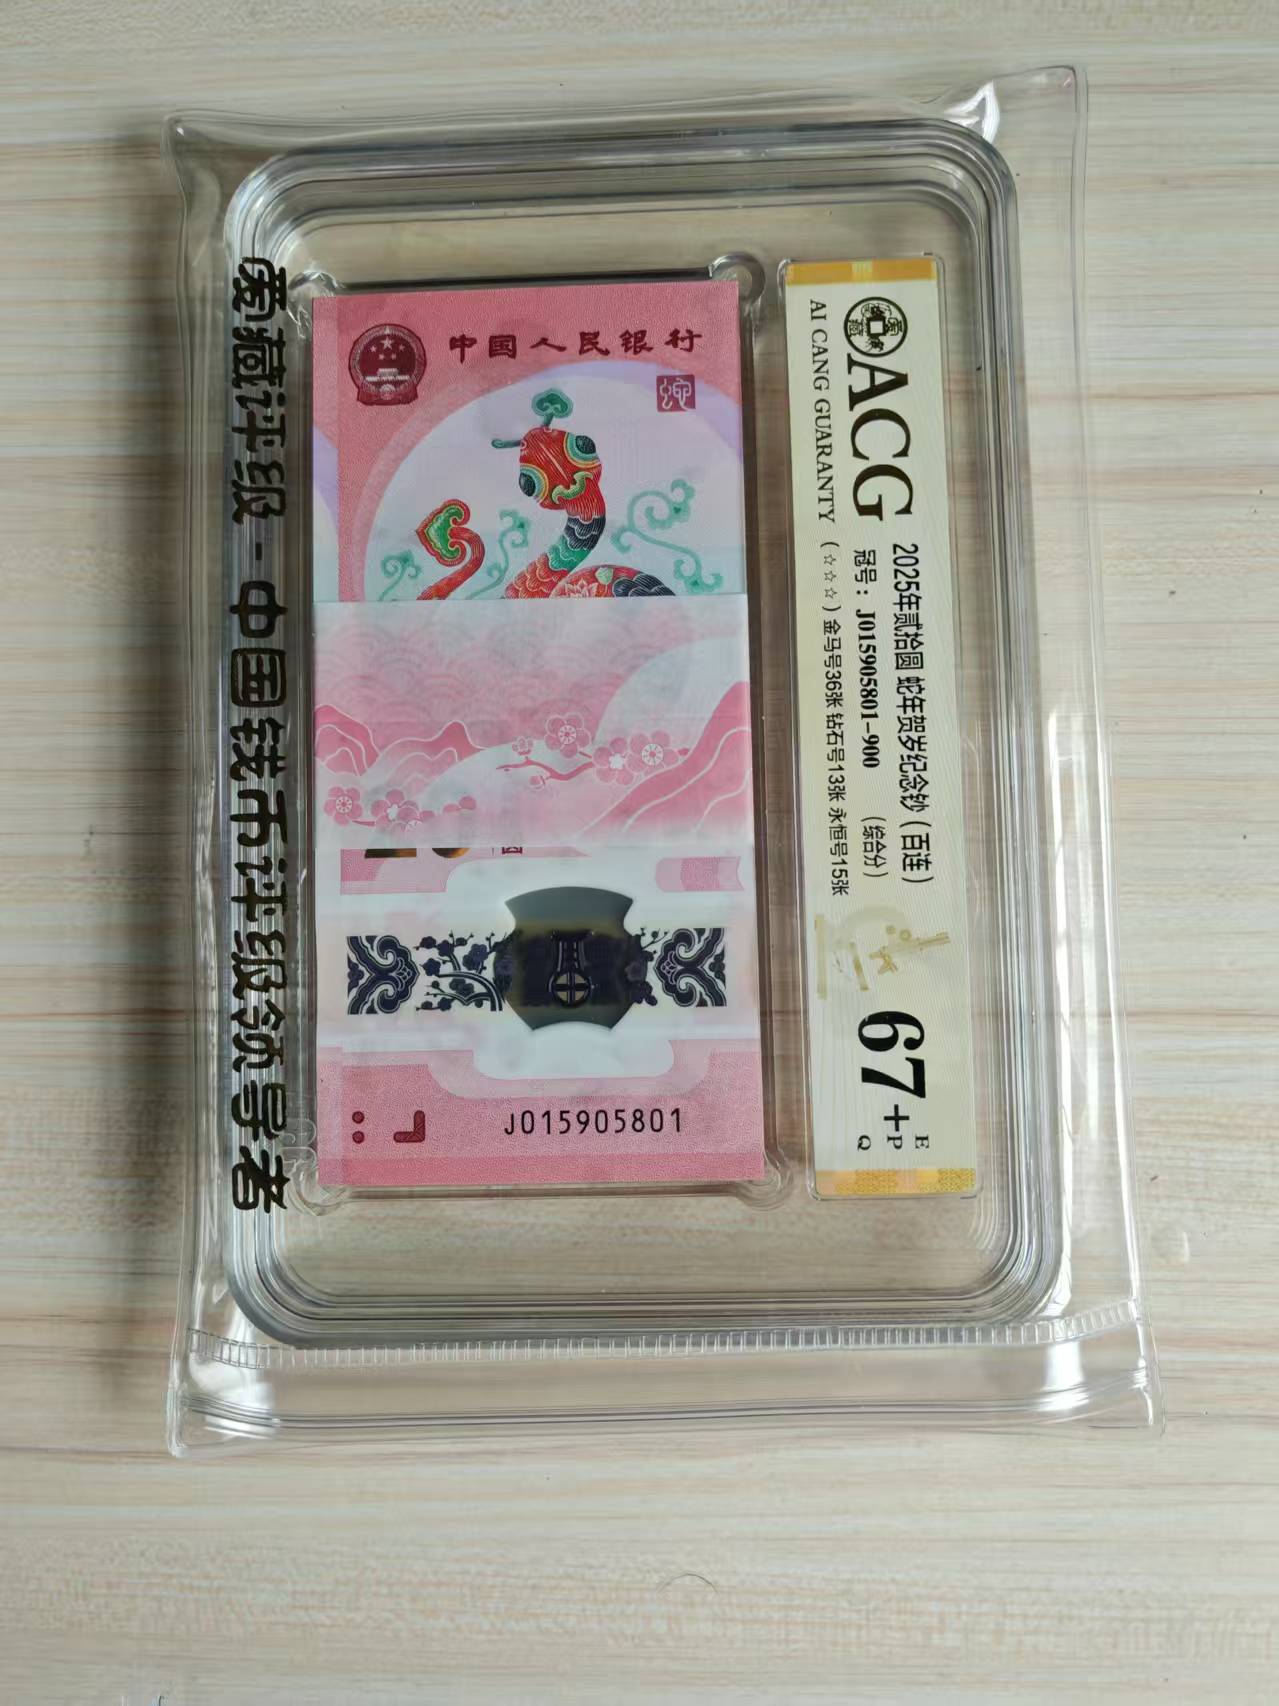 爱藏评级-中国钱币评级领导者
中国人民银行
J015905801
ACG
AI CANG GUARANTY
2025年贰拾圆 蛇年贺岁纪念钞（百连）
冠号：J015905801-900
（综合分）
（☆☆☆）金马号36张 钻石号13张 永恒号15张
67+
E
P
Q